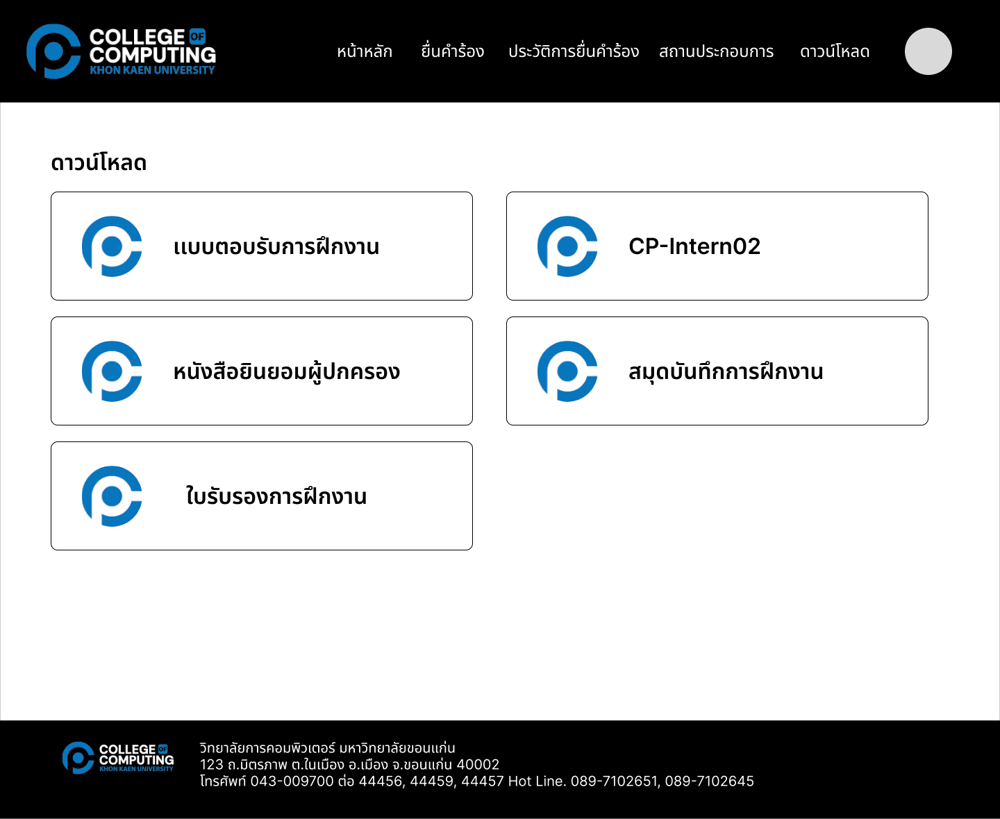 COLLEGE OF
COMPUTING
KHON KAEN UNIVERSITY
หน้าหลัก ยื่นคำร้อง ประวัติการยื่นคำร้อง สถานประกอบการ ดาวน์โหลด
ดาวน์โหลด
แบบตอบรับการฝึกงาน CP-Intern02
หนังสือยินยอมผู้ปกครอง สมุดบันทึกการฝึกงาน
ใบรับรองการฝึกงาน
COLLEGE OF
COMPUTING
KHON KAEN UNIVERSITY
วิทยาลัยการคอมพิวเตอร์ มหาวิทยาลัยขอนแก่น
123 ถ.มิตรภาพ ต.ในเมือง อ.เมือง จ.ขอนแก่น 40002
โทรศัพท์ 043-009700 ต่อ 44456, 44459, 44457 Hot Line. 089-7102651, 089-7102645